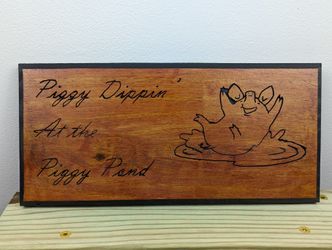 Piggy Dippin'
At the
Piggy Pond